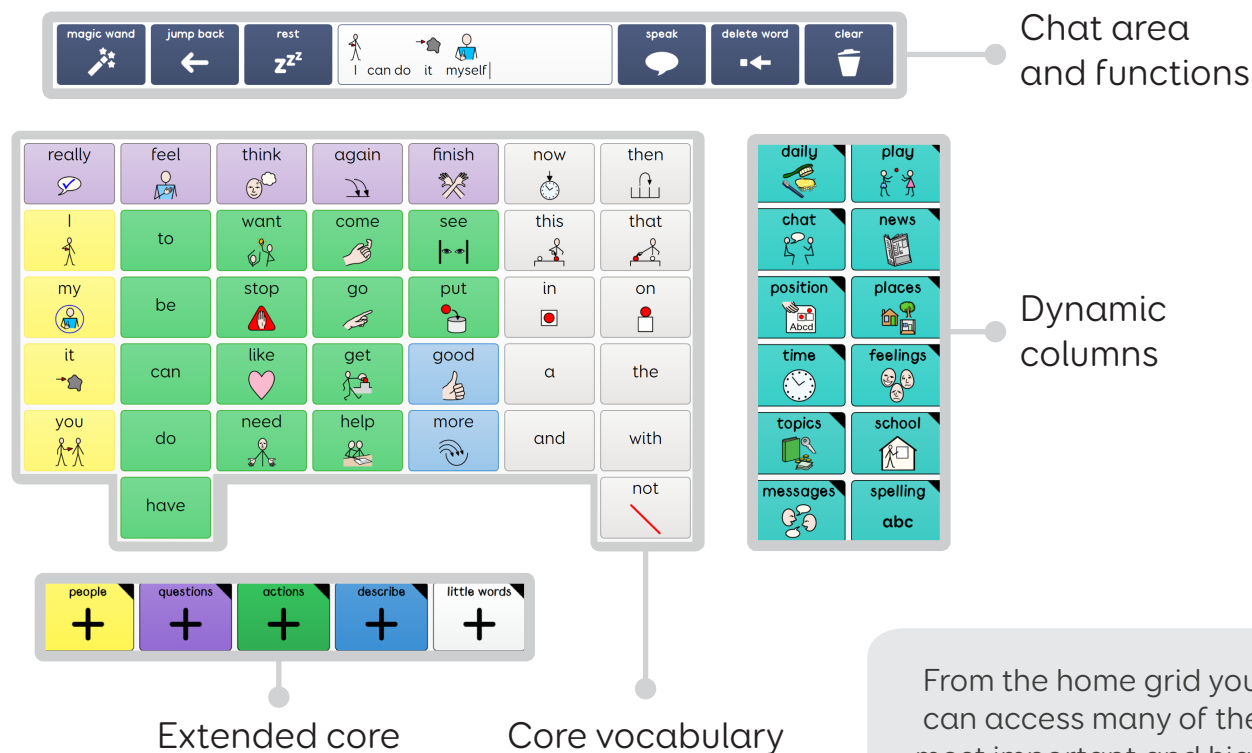 magic wand jump back rest speak delete word clear
zzz
I can do it myself
Chat area
and functions
really feel think again finish now then
I to want come see this that
my be stop go put in on
it can like get good a the
you do need help more and with
have not
daily play
chat news
position places
Abcd
time feelings
topics school
messages spelling
abc
Dynamic
columns
people questions actions describe little words
+ + + + +
Extended core
Core vocabulary
From the home grid you
can access many of the